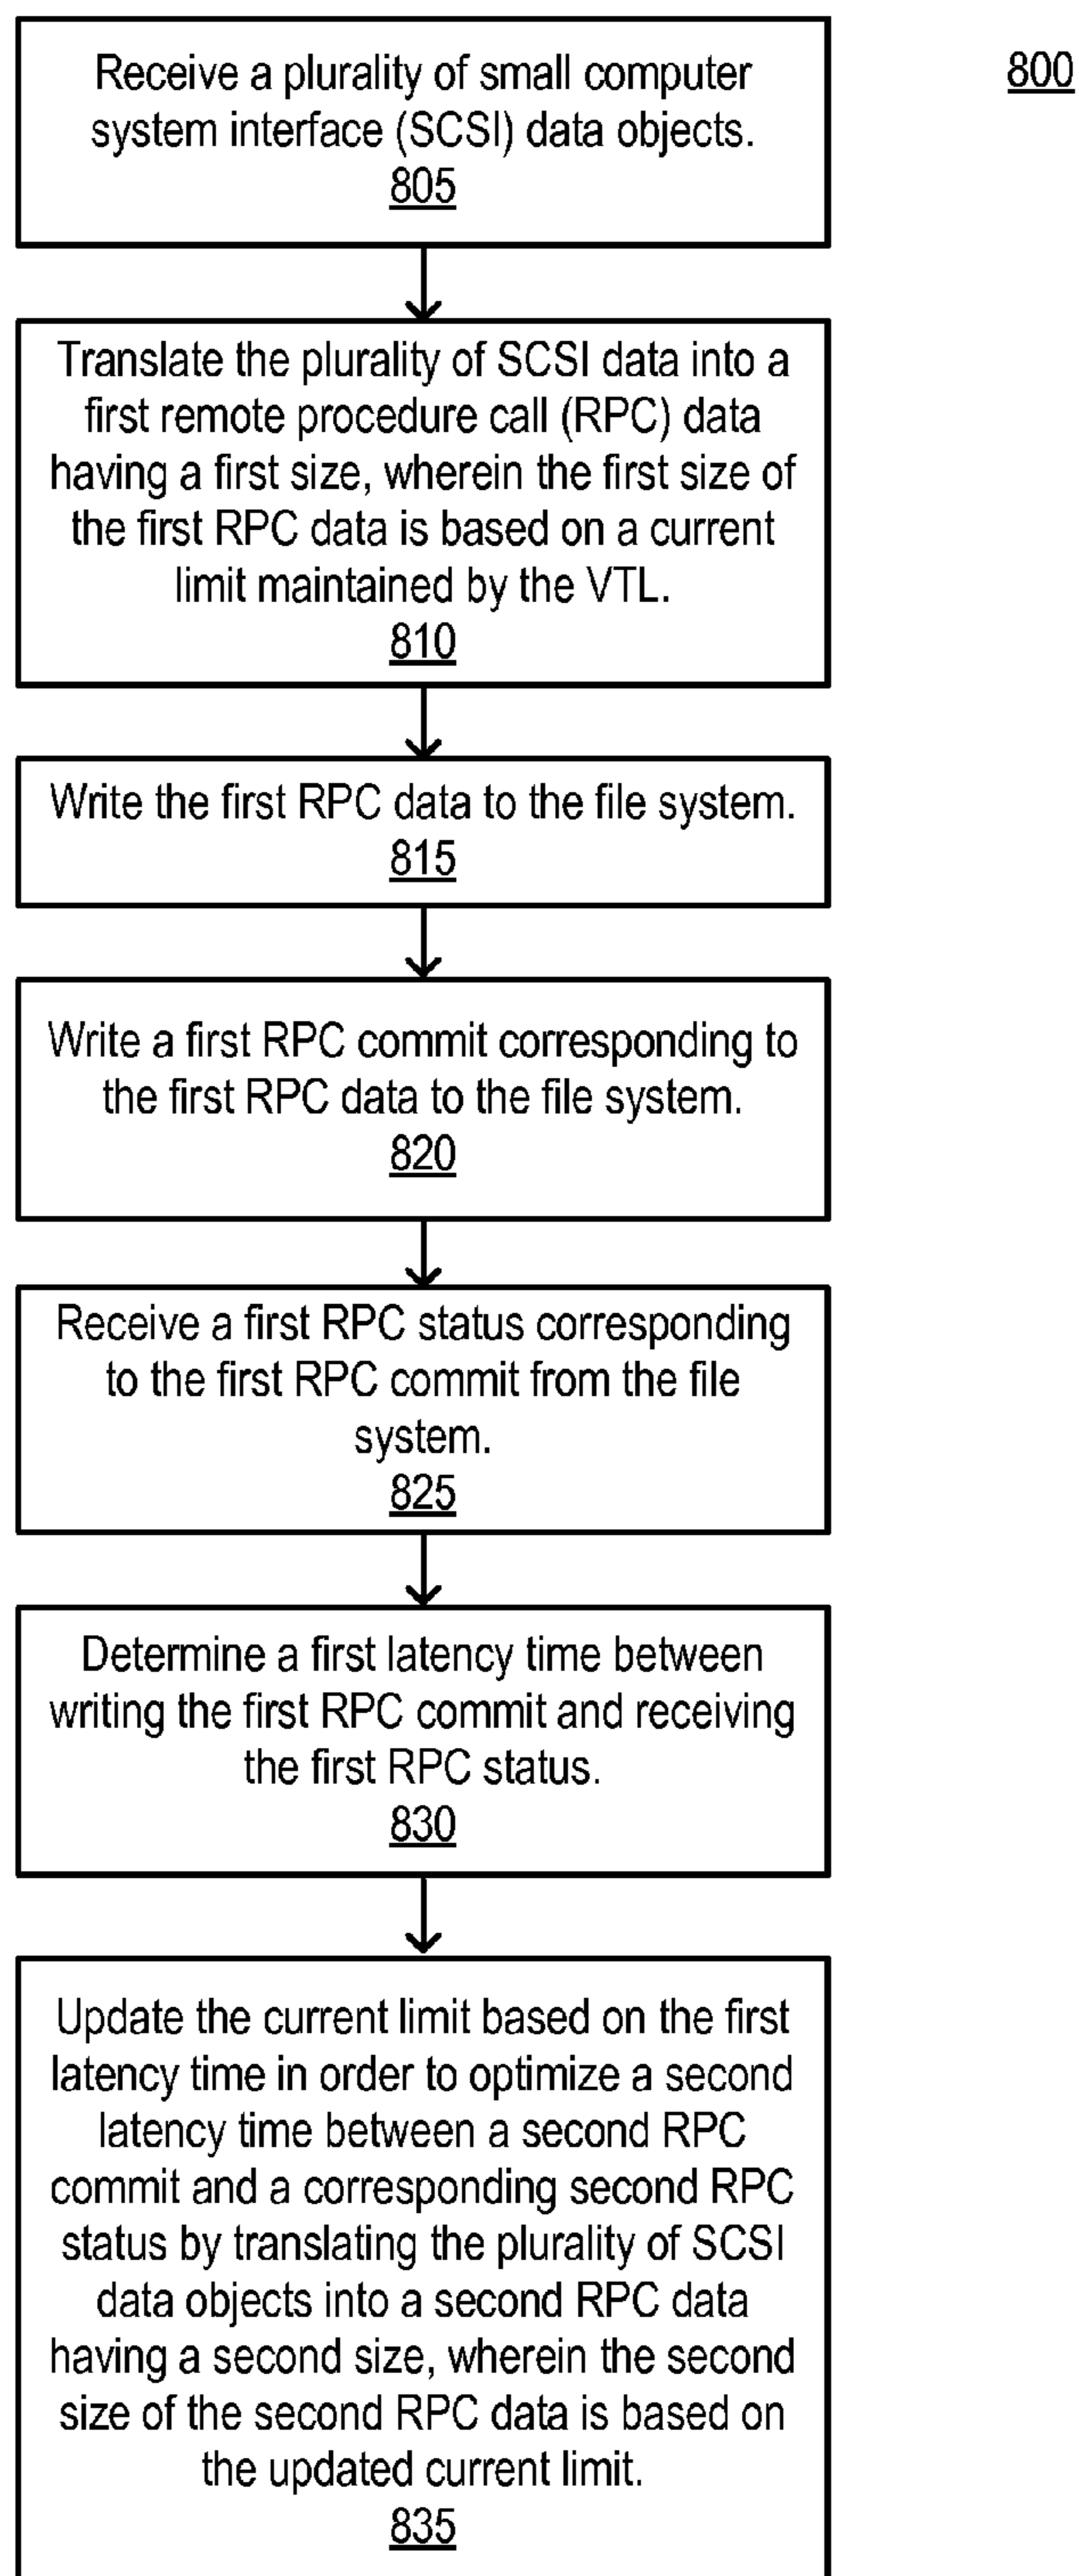 800
Receive a plurality of small computer
system interface (SCSI) data objects.
805
Translate the plurality of SCSI data into a
first remote procedure call (RPC) data
having a first size, wherein the first size of
the first RPC data is based on a current
limit maintained by the VTL.
810
Write the first RPC data to the file system.
815
Write a first RPC commit corresponding to
the first RPC data to the file system.
820
Receive a first RPC status corresponding
to the first RPC commit from the file
system.
825
Determine a first latency time between
writing the first RPC commit and receiving
the first RPC status.
830
Update the current limit based on the first
latency time in order to optimize a second
latency time between a second RPC
commit and a corresponding second RPC
status by translating the plurality of SCSI
data objects into a second RPC data
having a second size, wherein the second
size of the second RPC data is based on
the updated current limit.
835